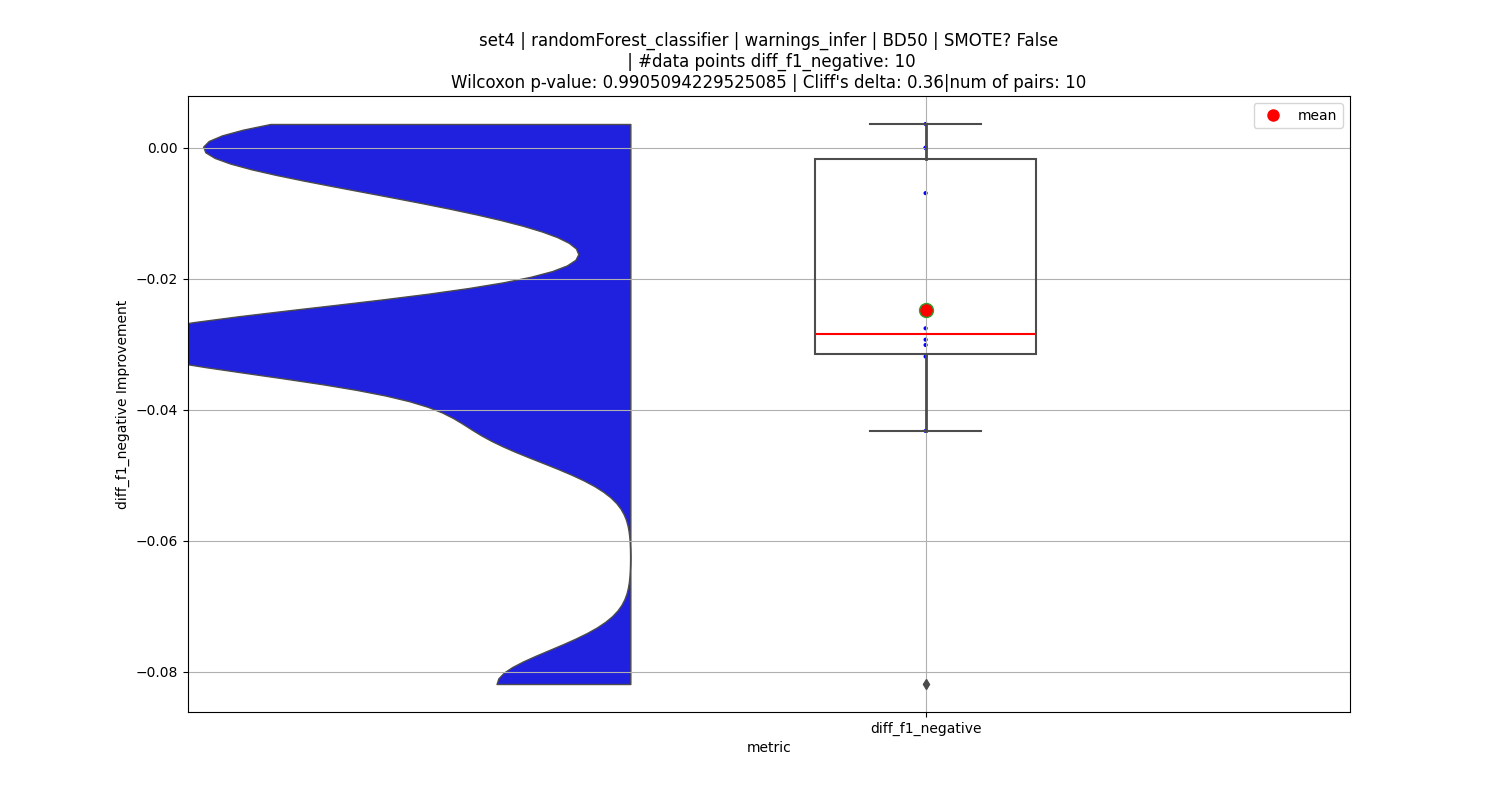 set4 | randomForest_classifier | warnings_infer | BD50 | SMOTE? False
| #data points diff_f1_negative: 10
Wilcoxon p-value: 0.9905094229525085 | Cliff's delta: 0.36|num of pairs: 10
mean
0.00
−0.02
−0.04
−0.06
−0.08
diff_f1_negative Improvement
diff_f1_negative
metric